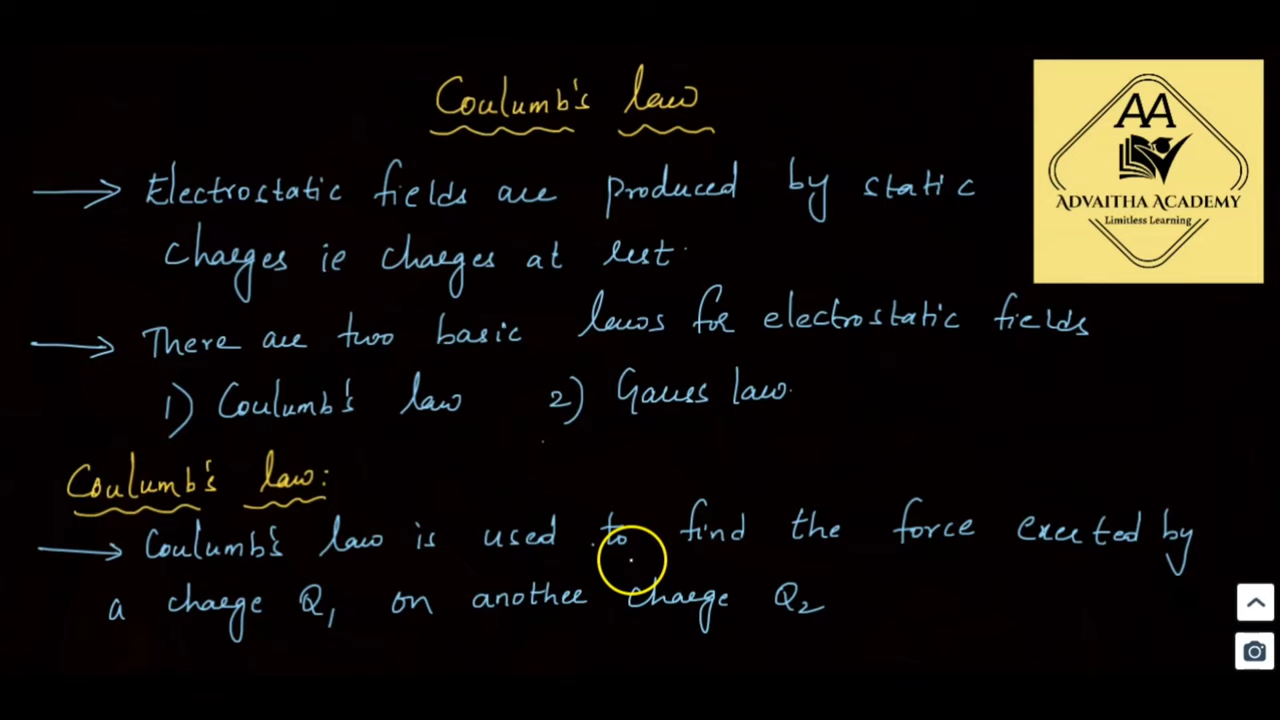 Coulumb's law
AA
ADVAITHA ACADEMY
Limitless Learning
→ Electrostatic fields are produced by static
charges ie charges at rest.
→ There are two basic laws for electrostatic fields
1) Coulumb's law 2) Gauss law.
Coulumb's law:
→ Coulumb's law is used to find the force exerted by
a charge Q1 on another charge Q2